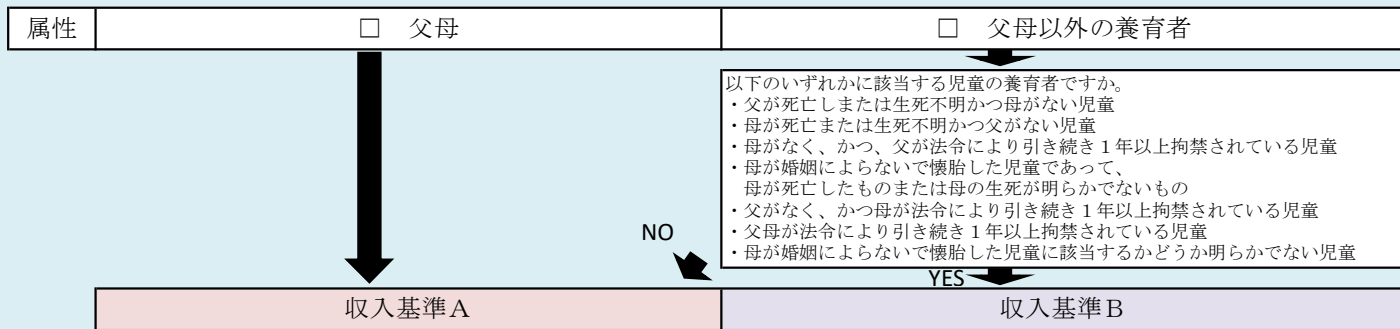 属性
□ 父母
□ 父母以外の養育者
以下のいずれかに該当する児童の養育者ですか。
・父が死亡しまたは生死不明かつ母がない児童
・母が死亡または生死不明かつ父がない児童
・母がなく、かつ、父が法令により引き続き１年以上拘禁されている児童
・母が婚姻によらないで懐胎した児童であって、
母が死亡したものまたは母の生死が明らかでないもの
・父がなく、かつ母が法令により引き続き１年以上拘禁されている児童
・父母が法令により引き続き１年以上拘禁されている児童
・母が婚姻によらないで懐胎した児童に該当するかどうか明らかでない児童
NO
YES
収入基準Ａ
収入基準Ｂ